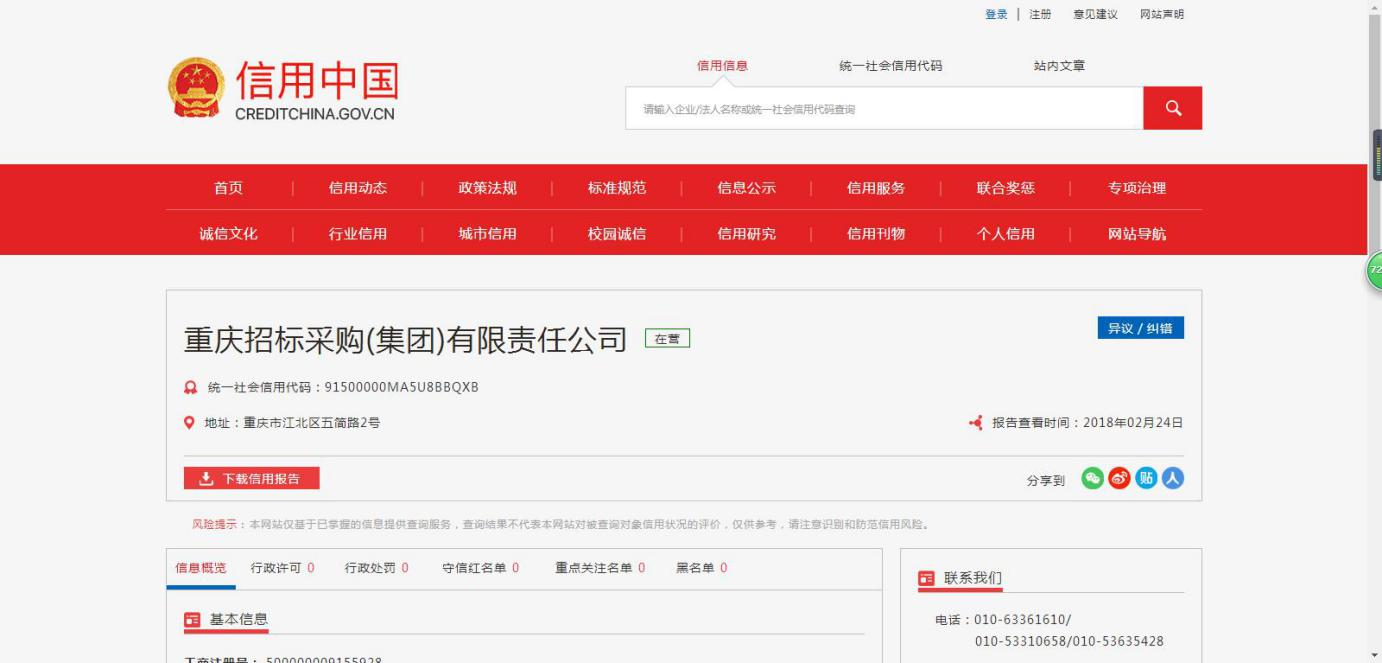 登录 | 注册 意见建议 网站声明
信用中国
CREDITCHINA.GOV.CN
信用信息 统一社会信用代码 站内文章
请输入企业/法人名称或统一社会信用代码查询
首页 | 信用动态 | 政策法规 | 标准规范 | 信息公示 | 信用服务 | 联合奖惩 | 专项治理
诚信文化 | 行业信用 | 城市信用 | 校园诚信 | 信用研究 | 信用刊物 | 个人信用 | 网站导航
72
重庆招标采购(集团)有限责任公司 在营 异议 / 纠错
统一社会信用代码：91500000MA5U8BBQXB
地址：重庆市江北区五简路2号 报告查看时间：2018年02月24日
下载信用报告 分享到 贴 人
风险提示：本网站仅基于已掌握的信息提供查询服务，查询结果不代表本网站对被查询对象信用状况的评价，仅供参考，请注意识别和防范信用风险。
信息概览 行政许可 0 行政处罚 0 守信红名单 0 重点关注名单 0 黑名单 0
联系我们
基本信息
电话：010-63361610/
010-53310658/010-53635428
工商注册号： 500000009155928